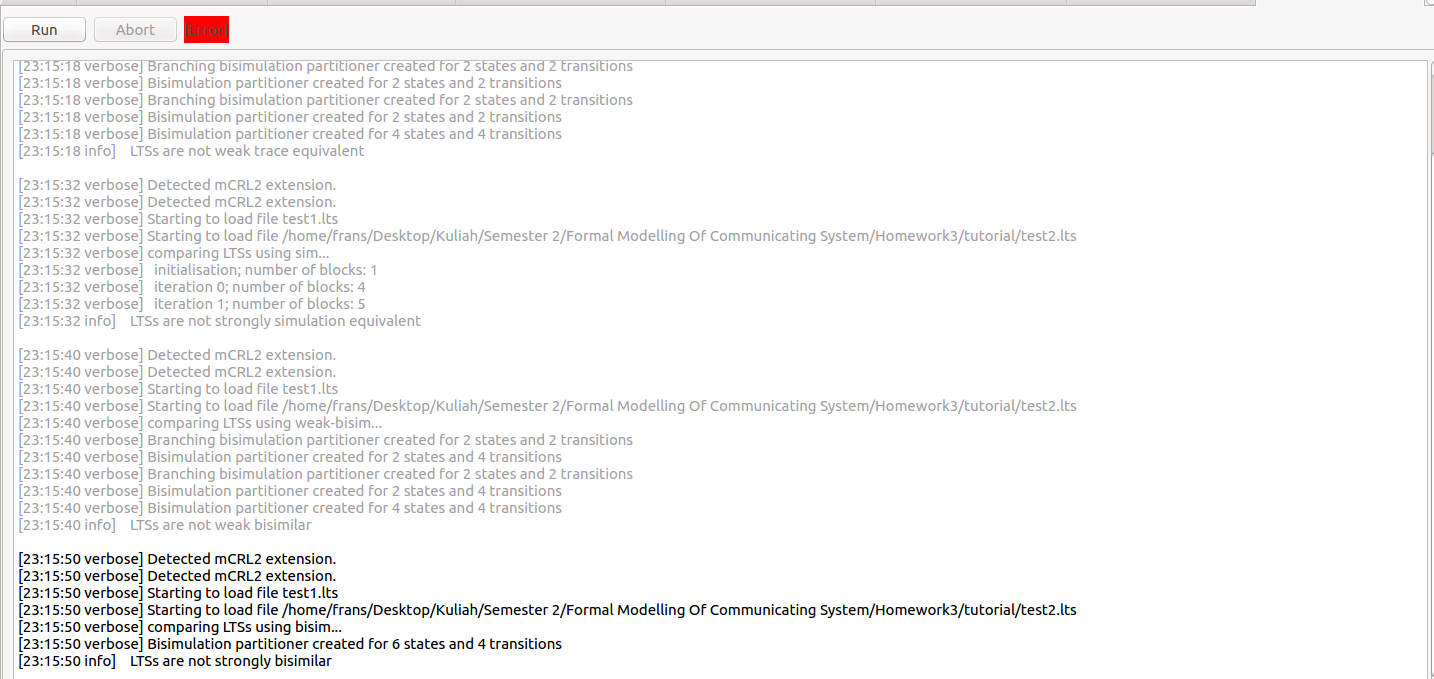 Run
Abort
[Error]
[23:15:18 verbose] Branching bisimulation partitioner created for 2 states and 2 transitions
[23:15:18 verbose] Bisimulation partitioner created for 2 states and 2 transitions
[23:15:18 verbose] Branching bisimulation partitioner created for 2 states and 2 transitions
[23:15:18 verbose] Bisimulation partitioner created for 2 states and 2 transitions
[23:15:18 verbose] Bisimulation partitioner created for 4 states and 4 transitions
[23:15:18 info] LTSs are not weak trace equivalent
[23:15:32 verbose] Detected mCRL2 extension.
[23:15:32 verbose] Detected mCRL2 extension.
[23:15:32 verbose] Starting to load file test1.lts
[23:15:32 verbose] Starting to load file /home/frans/Desktop/Kuliah/Semester 2/Formal Modelling Of Communicating System/Homework3/tutorial/test2.lts
[23:15:32 verbose] comparing LTSs using sim...
[23:15:32 verbose] initialisation; number of blocks: 1
[23:15:32 verbose] iteration 0; number of blocks: 4
[23:15:32 verbose] iteration 1; number of blocks: 5
[23:15:32 info] LTSs are not strongly simulation equivalent
[23:15:40 verbose] Detected mCRL2 extension.
[23:15:40 verbose] Detected mCRL2 extension.
[23:15:40 verbose] Starting to load file test1.lts
[23:15:40 verbose] Starting to load file /home/frans/Desktop/Kuliah/Semester 2/Formal Modelling Of Communicating System/Homework3/tutorial/test2.lts
[23:15:40 verbose] comparing LTSs using weak-bisim...
[23:15:40 verbose] Branching bisimulation partitioner created for 2 states and 2 transitions
[23:15:40 verbose] Bisimulation partitioner created for 2 states and 4 transitions
[23:15:40 verbose] Branching bisimulation partitioner created for 2 states and 2 transitions
[23:15:40 verbose] Bisimulation partitioner created for 2 states and 4 transitions
[23:15:40 verbose] Bisimulation partitioner created for 4 states and 4 transitions
[23:15:40 info] LTSs are not weak bisimilar
[23:15:50 verbose] Detected mCRL2 extension.
[23:15:50 verbose] Detected mCRL2 extension.
[23:15:50 verbose] Starting to load file test1.lts
[23:15:50 verbose] Starting to load file /home/frans/Desktop/Kuliah/Semester 2/Formal Modelling Of Communicating System/Homework3/tutorial/test2.lts
[23:15:50 verbose] comparing LTSs using bisim...
[23:15:50 verbose] Bisimulation partitioner created for 6 states and 4 transitions
[23:15:50 info] LTSs are not strongly bisimilar